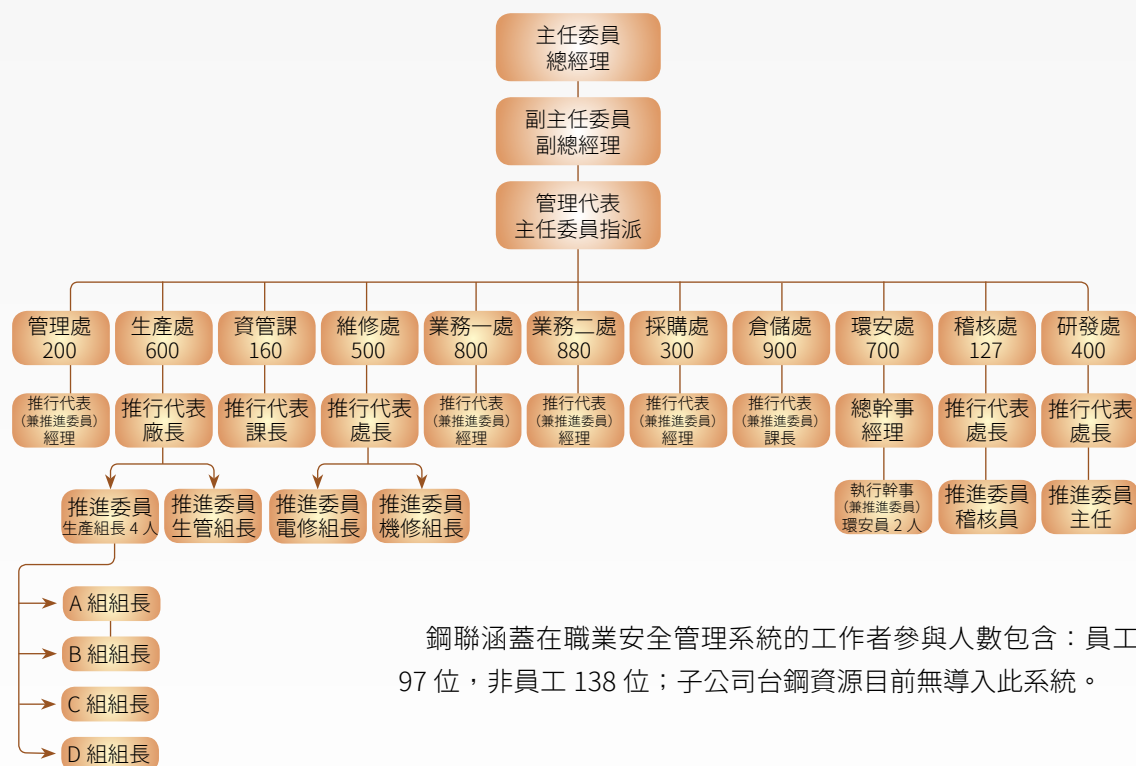 主任委員
總經理
副主任委員
副總經理
管理代表
主任委員指派
管理處
200
生產處
600
資管課
160
維修處
500
業務一處
800
業務二處
880
採購處
300
倉儲處
900
環安處
700
稽核處
127
研發處
400
推行代表
(兼推進委員)
經理
推行代表
廠長
推行代表
課長
推行代表
處長
推行代表
(兼推進委員)
經理
推行代表
(兼推進委員)
經理
推行代表
(兼推進委員)
經理
推行代表
(兼推進委員)
課長
總幹事
經理
推行代表
處長
推行代表
處長
推進委員
生產組長 4 人
推進委員
生管組長
推進委員
電修組長
推進委員
機修組長
執行幹事
(兼推進委員)
環安員 2 人
推進委員
稽核員
推進委員
主任
A 組組長
B 組組長
C 組組長
D 組組長
鋼聯涵蓋在職業安全管理系統的工作者參與人數包含：員工
97 位，非員工 138 位；子公司台鋼資源目前無導入此系統。